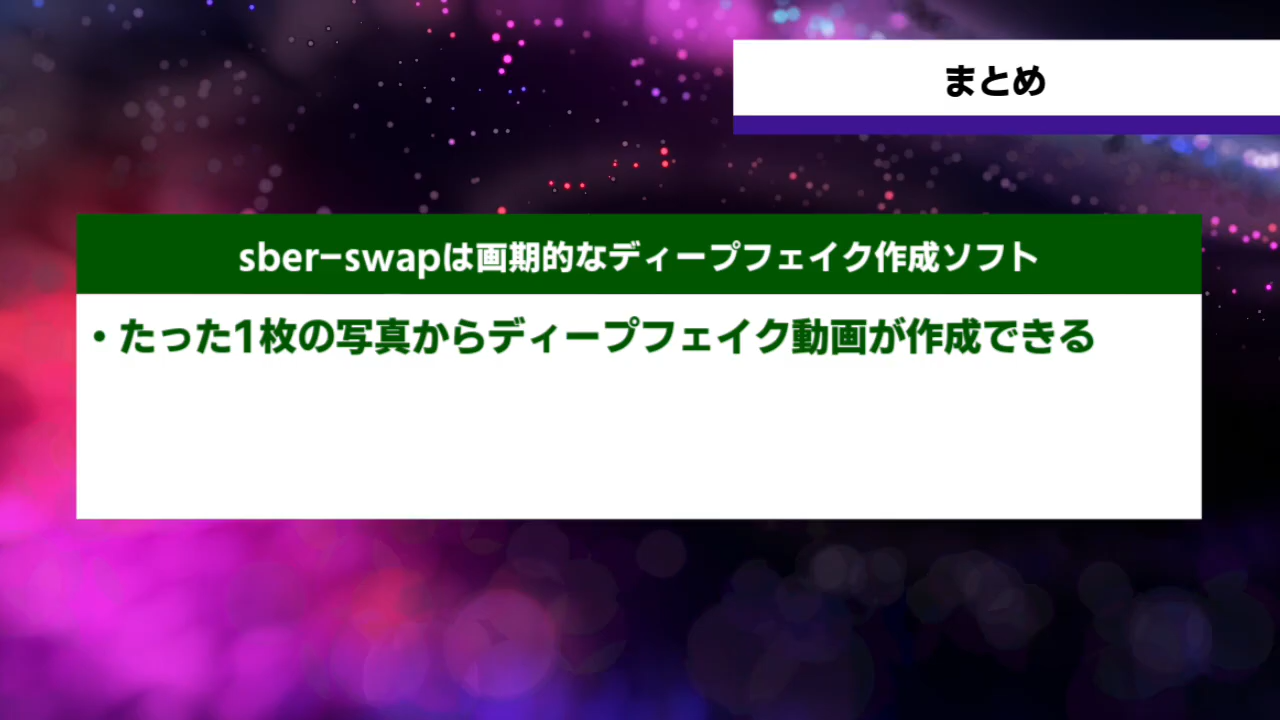 まとめ
sber-swapは画期的なディープフェイク作成ソフト
・たった1枚の写真からディープフェイク動画が作成できる